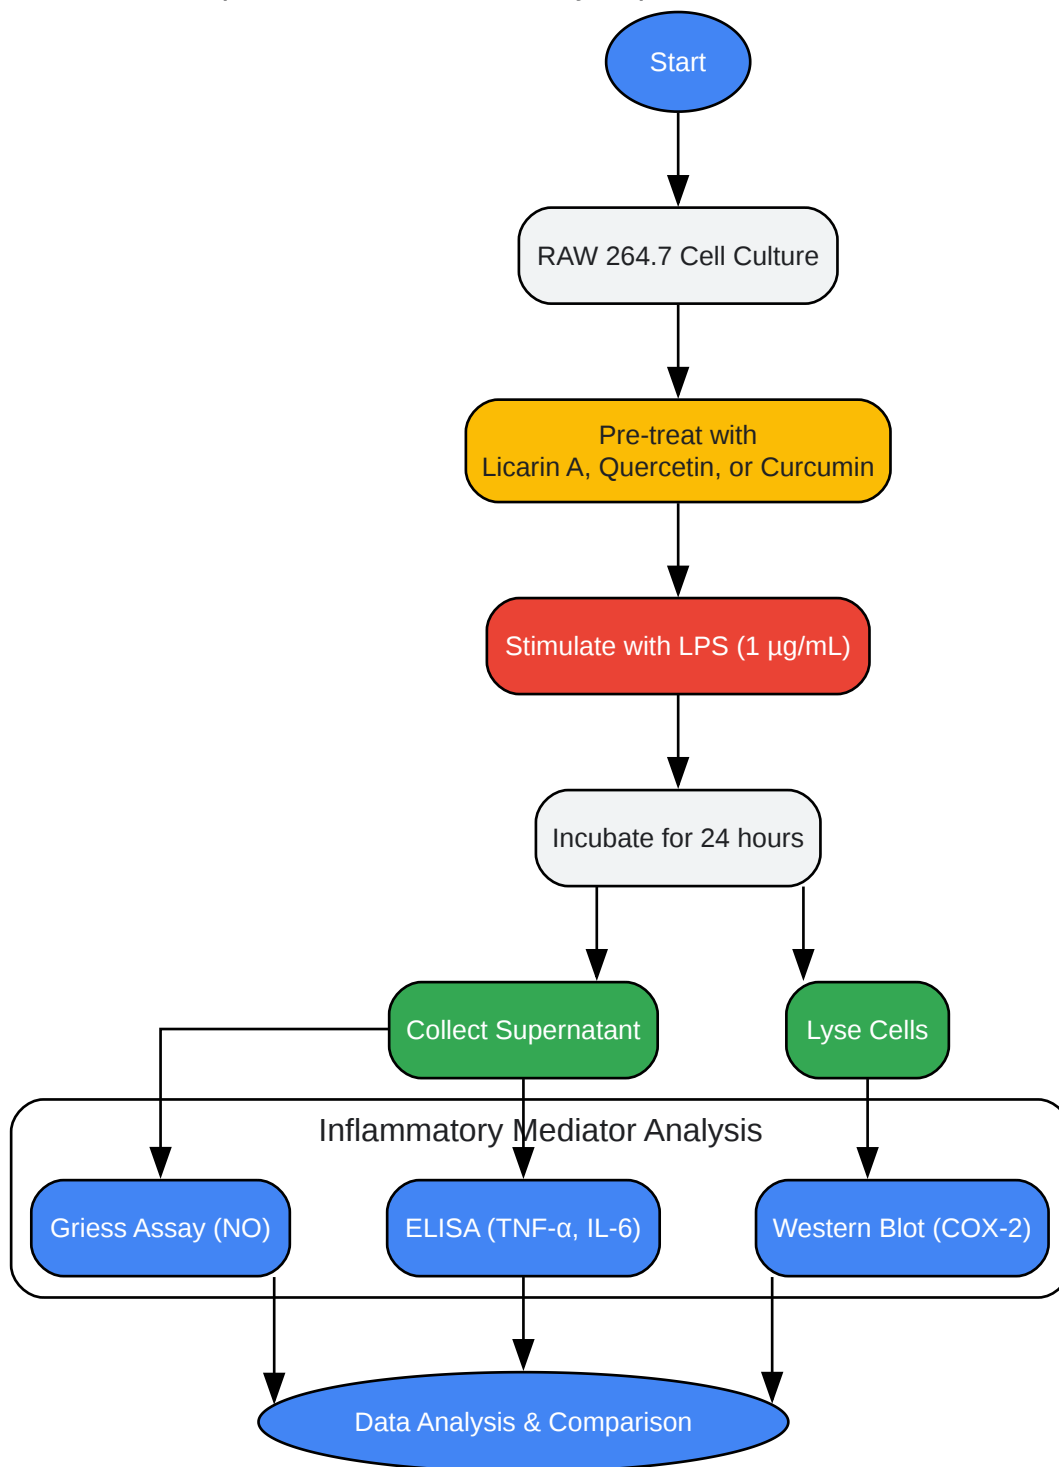 Start
RAW 264.7 Cell Culture
Pre-treat with
Licarin A, Quercetin, or Curcumin
Stimulate with LPS (1 µg/mL)
Incubate for 24 hours
Collect Supernatant
Lyse Cells
Inflammatory Mediator Analysis
Griess Assay (NO)
ELISA (TNF-α, IL-6)
Western Blot (COX-2)
Data Analysis & Comparison